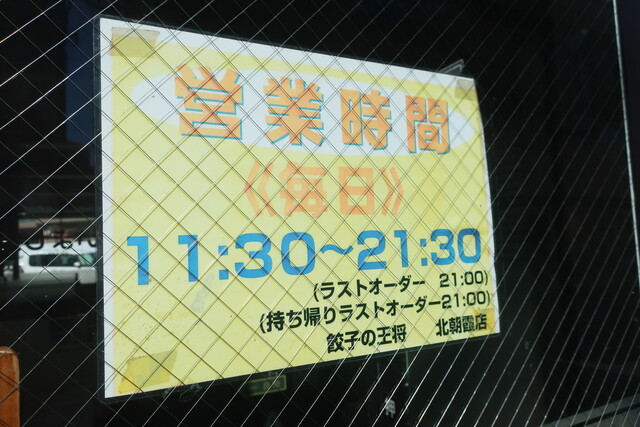 営業時間
《毎日》
11:30～21:30
(ラストオーダー 21:00)
(持ち帰りラストオーダー21:00)
餃子の王将 北朝霞店